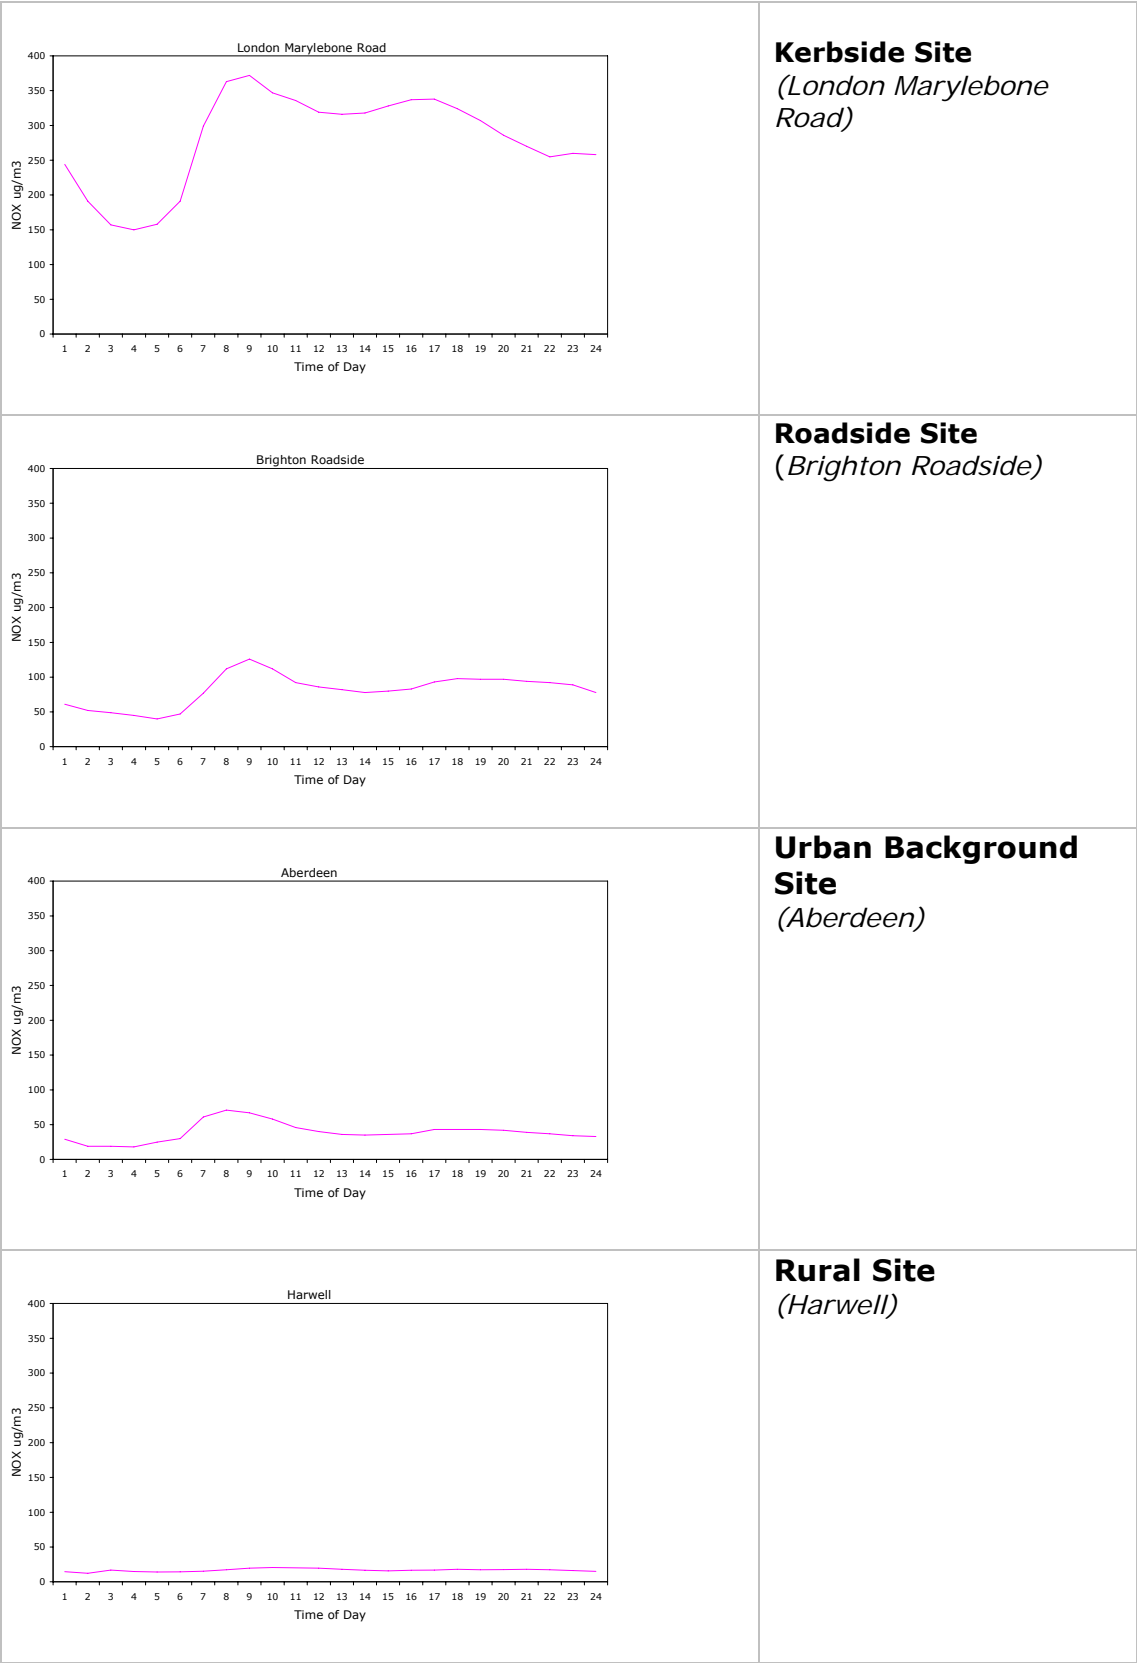 London Marylebone Road
400
350
300
250
200
150
100
50
0
NOX ug/m3
1 2 3 4 5 6 7 8 9 10 11 12 13 14 15 16 17 18 19 20 21 22 23 24
Time of Day
Kerbside Site
(London Marylebone
Road)
Brighton Roadside
400
350
300
250
200
150
100
50
0
NOX ug/m3
1 2 3 4 5 6 7 8 9 10 11 12 13 14 15 16 17 18 19 20 21 22 23 24
Time of Day
Roadside Site
(Brighton Roadside)
Aberdeen
400
350
300
250
200
150
100
50
0
NOX ug/m3
1 2 3 4 5 6 7 8 9 10 11 12 13 14 15 16 17 18 19 20 21 22 23 24
Time of Day
Urban Background
Site
(Aberdeen)
Harwell
400
350
300
250
200
150
100
50
0
NOX ug/m3
1 2 3 4 5 6 7 8 9 10 11 12 13 14 15 16 17 18 19 20 21 22 23 24
Time of Day
Rural Site
(Harwell)